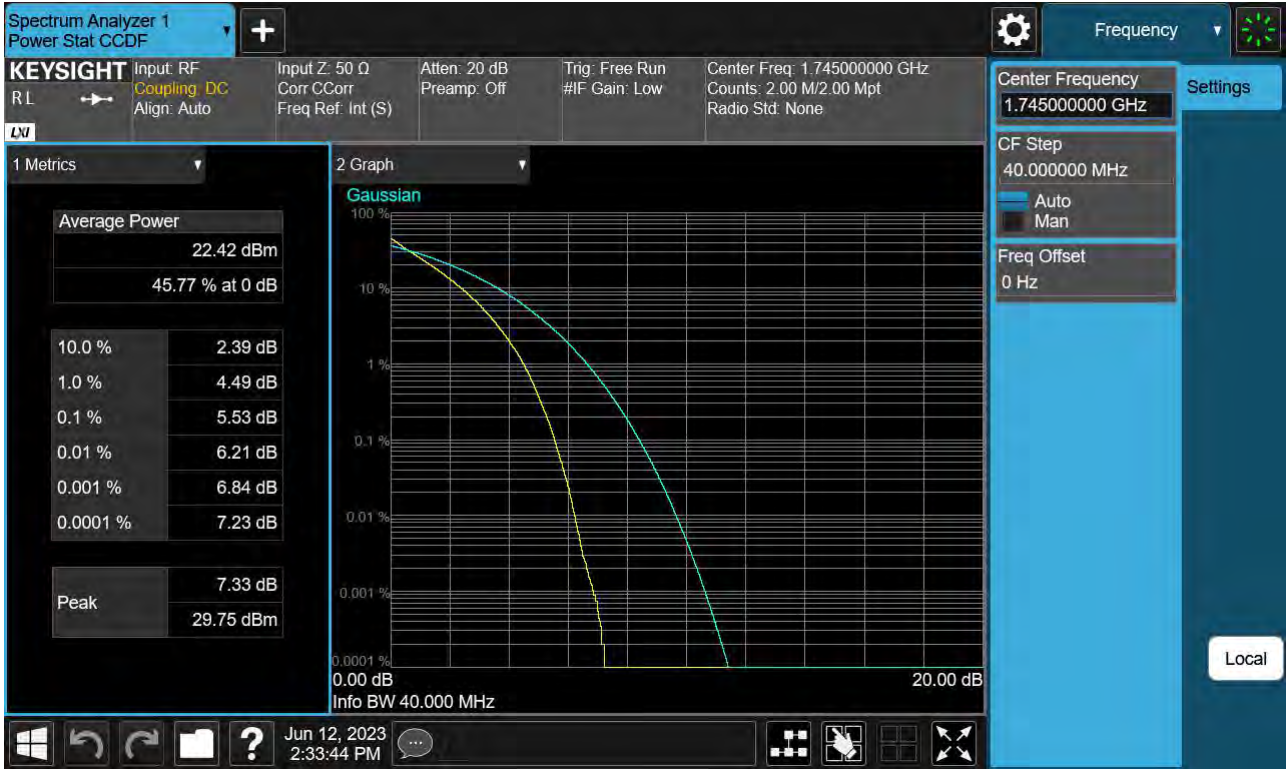 Spectrum Analyzer 1
Power Stat CCDF
Frequency
KEYSIGHT
R L
LXI
Input: RF
Coupling: DC
Align: Auto
Input Z: 50 Ω
Corr CCorr
Freq Ref: Int (S)
Atten: 20 dB
Preamp: Off
Trig: Free Run
#IF Gain: Low
Center Freq: 1.745000000 GHz
Counts: 2.00 M/2.00 Mpt
Radio Std: None
Center Frequency
1.745000000 GHz
Settings
CF Step
40.000000 MHz
Auto
Man
Freq Offset
0 Hz
Local
1 Metrics
Average Power
22.42 dBm
45.77 % at 0 dB
10.0 % 2.39 dB
1.0 % 4.49 dB
0.1 % 5.53 dB
0.01 % 6.21 dB
0.001 % 6.84 dB
0.0001 % 7.23 dB
Peak
7.33 dB
29.75 dBm
2 Graph
Gaussian
100 %
10 %
1 %
0.1 %
0.01 %
0.001 %
0.0001 %
0.00 dB 20.00 dB
Info BW 40.000 MHz
?
Jun 12, 2023
2:33:44 PM